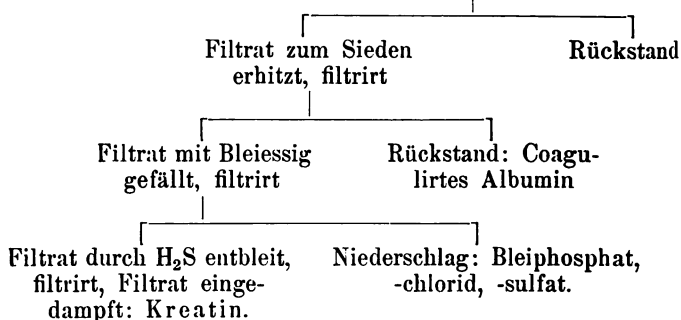 Filtrat zum Sieden
erhitzt, filtrirt
Rückstand
Filtrat mit Bleiessig
gefällt, filtrirt
Rückstand: Coagu-
lirtes Albumin
Filtrat durch H₂S entbleit,
filtrirt, Filtrat einge-
dampft: Kreatin.
Niederschlag: Bleiphosphat,
-chlorid, -sulfat.